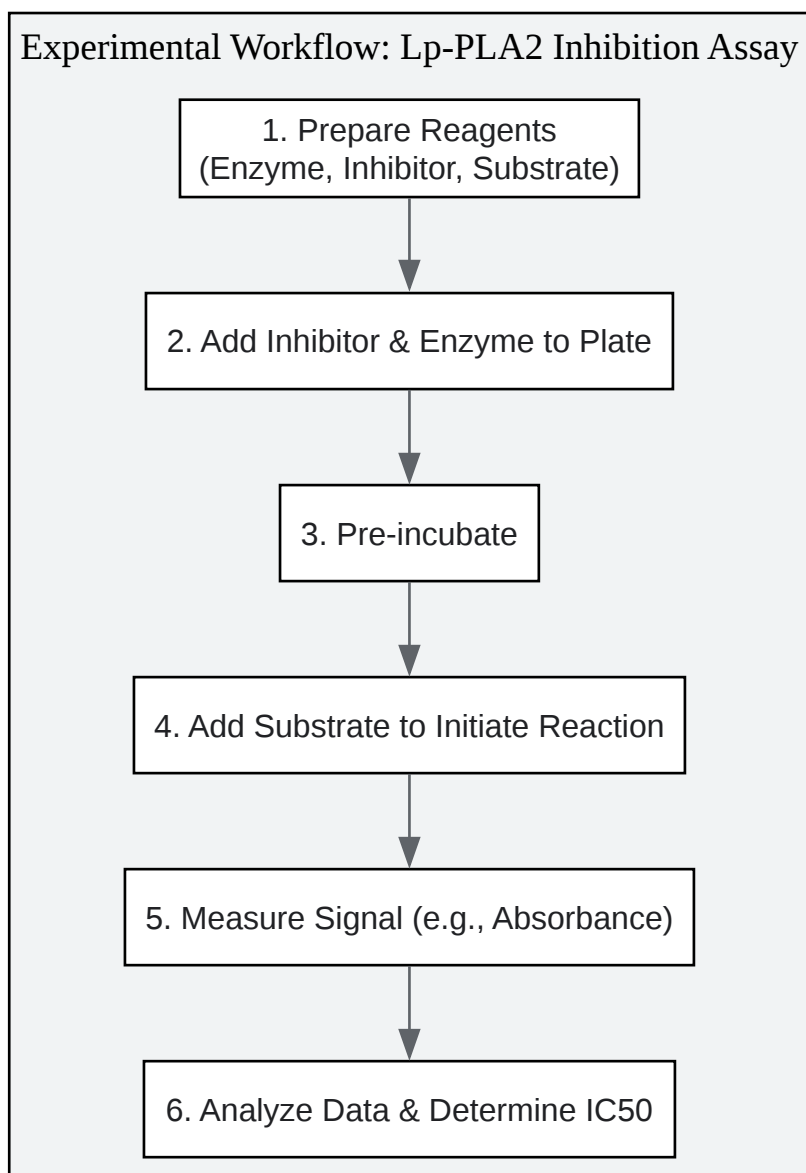 Experimental Workflow: Lp-PLA2 Inhibition Assay
1. Prepare Reagents
(Enzyme, Inhibitor, Substrate)
2. Add Inhibitor & Enzyme to Plate
3. Pre-incubate
4. Add Substrate to Initiate Reaction
5. Measure Signal (e.g., Absorbance)
6. Analyze Data & Determine IC50